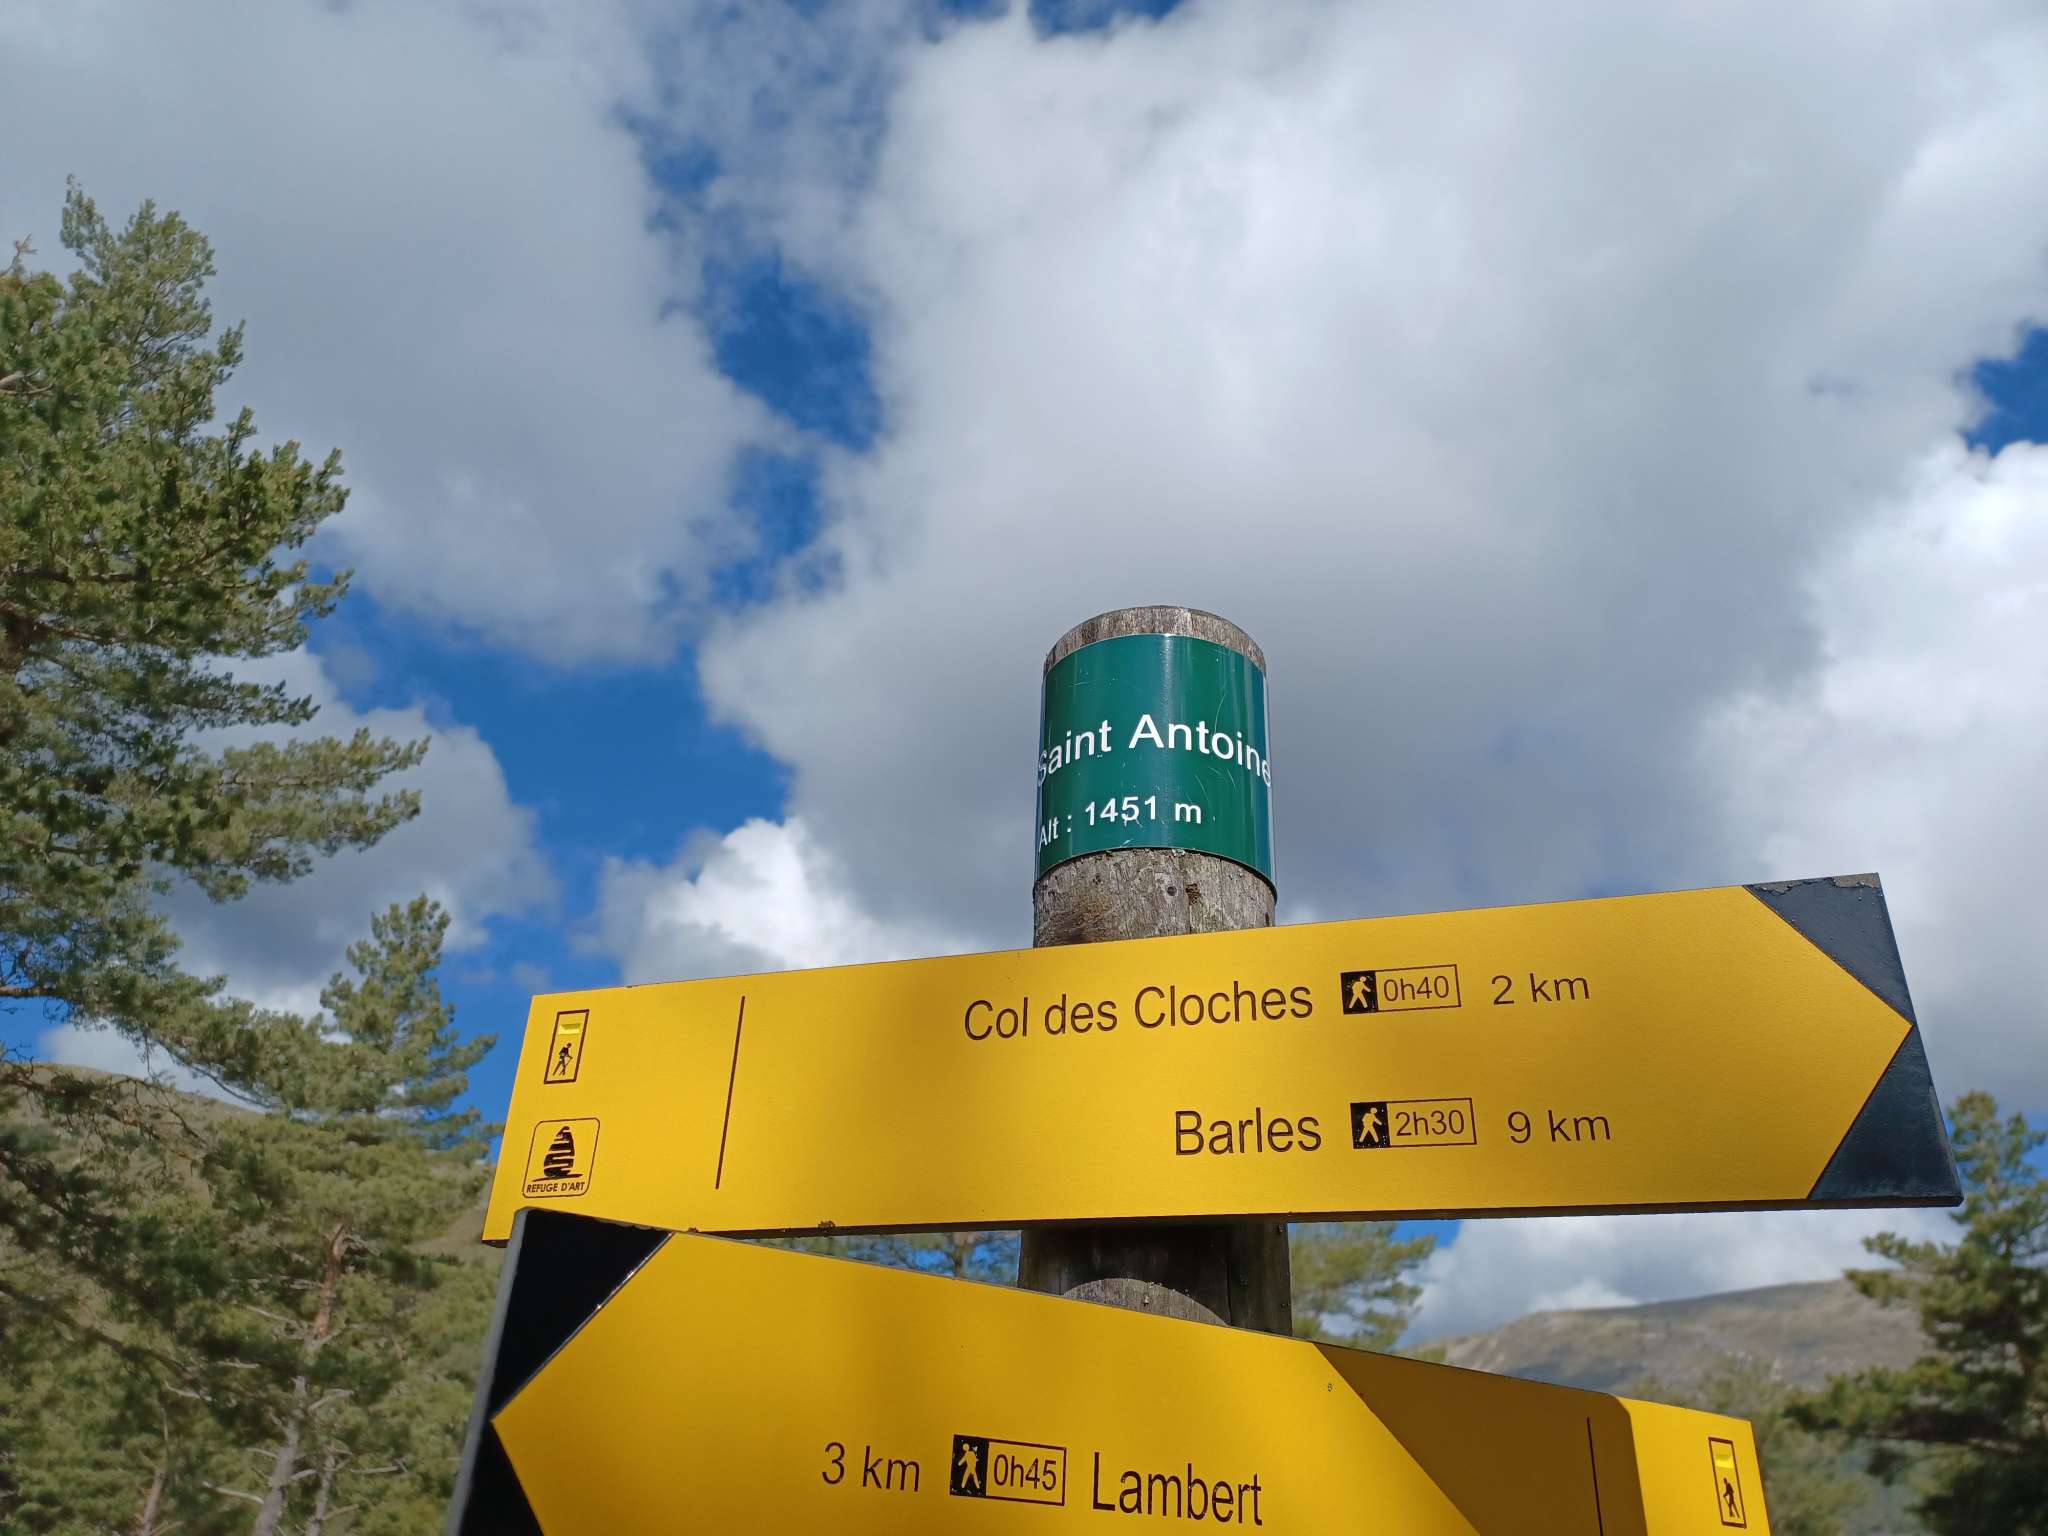 Saint Antoine
Alt : 1451 m
Col des Cloches 0h40 2 km
Barles 2h30 9 km
REFUGE D'ART
3 km 0h45 Lambert